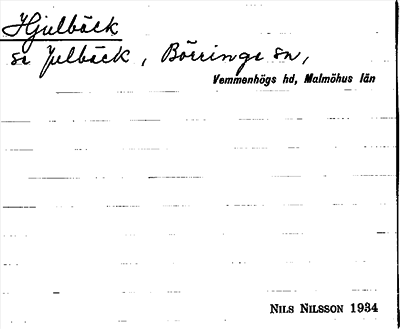 Hjulbäck
se Julbäck, Börringe sn,
Vemmenhögs hd, Malmöhus län
NILS NILSSON 1934